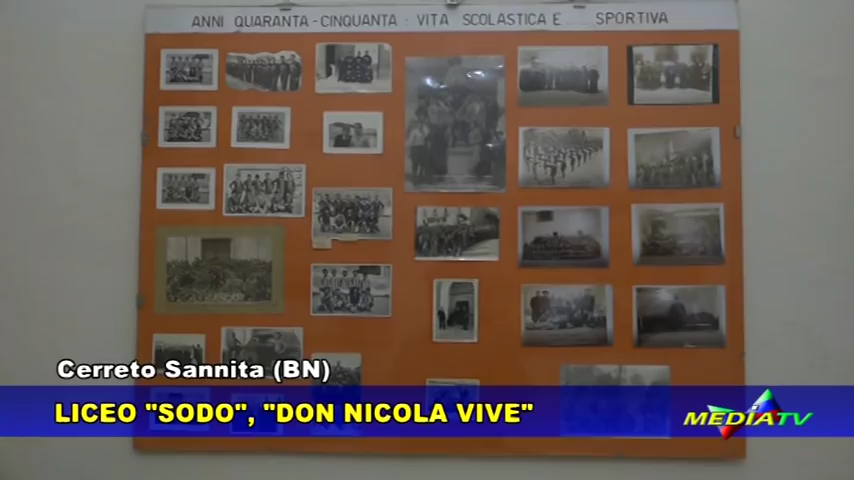 ANNI QUARANTA - CINQUANTA : VITA SCOLASTICA E SPORTIVA
Cerreto Sannita (BN)
LICEO "SODO", "DON NICOLA VIVE"
MEDIATV